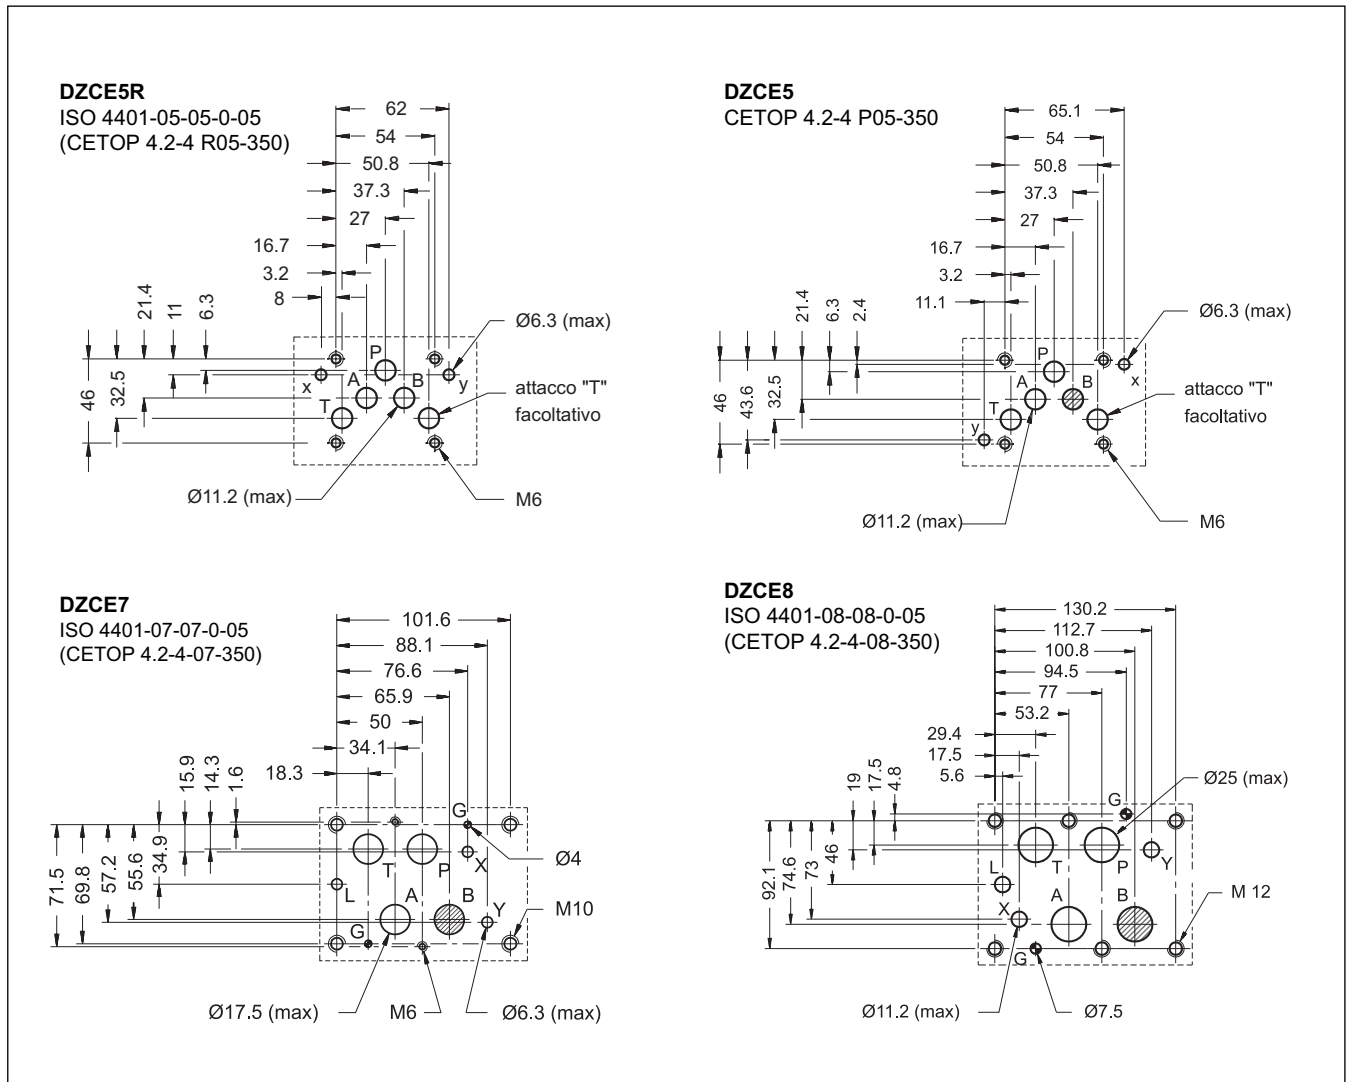 DZCE5R
ISO 4401-05-05-0-05
(CETOP 4.2-4 R05-350)
62
54
50.8
37.3
27
16.7
3.2
8
21.4
11
6.3
46
32.5
P
A
B
T
x
y
Ø6.3 (max)
attacco "T"
facoltativo
Ø11.2 (max)
M6
DZCE5
CETOP 4.2-4 P05-350
65.1
54
50.8
37.3
27
16.7
3.2
11.1
21.4
6.3
2.4
46
43.6
32.5
P
A
B
T
x
y
Ø6.3 (max)
attacco "T"
facoltativo
Ø11.2 (max)
M6
DZCE7
ISO 4401-07-07-0-05
(CETOP 4.2-4-07-350)
101.6
88.1
76.6
65.9
50
34.1
18.3
15.9
14.3
1.6
71.5
69.8
57.2
55.6
34.9
G
T
P
X
L
A
B
Y
G
Ø4
M10
Ø17.5 (max)
M6
Ø6.3 (max)
DZCE8
ISO 4401-08-08-0-05
(CETOP 4.2-4-08-350)
130.2
112.7
100.8
94.5
77
53.2
29.4
17.5
5.6
19
17.5
4.8
92.1
74.6
73
46
G
T
P
Y
L
A
B
X
G
Ø25 (max)
M 12
Ø11.2 (max)
Ø7.5